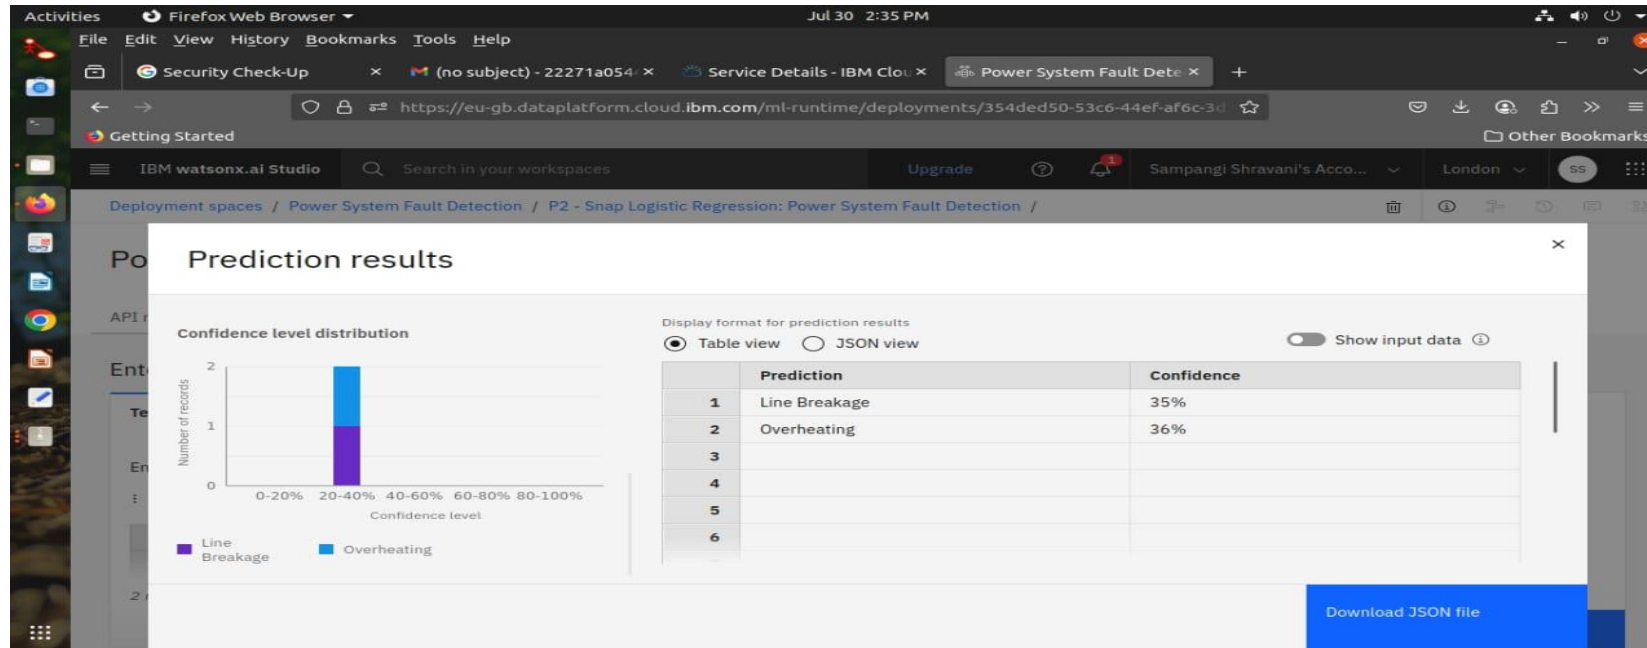 Activities Firefox Web Browser Jul 30 2:35 PM
File Edit View History Bookmarks Tools Help
Security Check-Up × (no subject) - 22271a054 × Service Details - IBM Clou × Power System Fault Dete × +
https://eu-gb.dataplatform.cloud.ibm.com/ml-runtime/deployments/354ded50-53c6-44ef-af6c-3d
Getting Started Other Bookmarks
IBM watsonx.ai Studio Search in your workspaces Upgrade 1 Sampangi Shravani's Acco... London SS
Deployment spaces / Power System Fault Detection / P2 - Snap Logistic Regression: Power System Fault Detection /
Po
Prediction results ×
API r
Confidence level distribution
Display format for prediction results
Table view JSON view Show input data
Ente
Te
En
2
Number of records
2
1
0
0-20% 20-40% 40-60% 60-80% 80-100%
Confidence level
Line Breakage Overheating
Prediction Confidence
1 Line Breakage 35%
2 Overheating 36%
3
4
5
6
Download JSON file